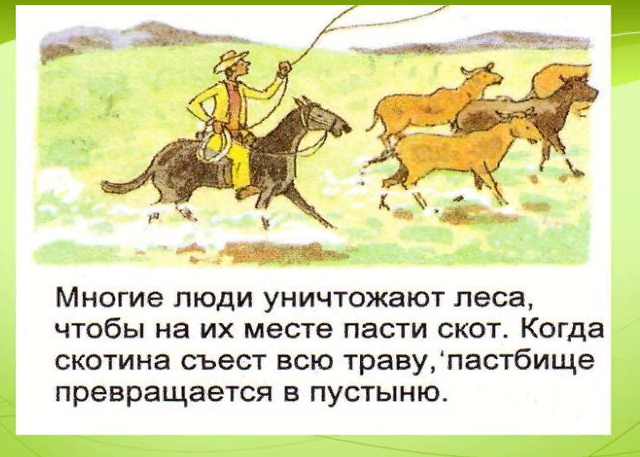 Многие люди уничтожают леса,
чтобы на их месте пасти скот. Когда
скотина съест всю траву,'пастбище
превращается в пустыню.